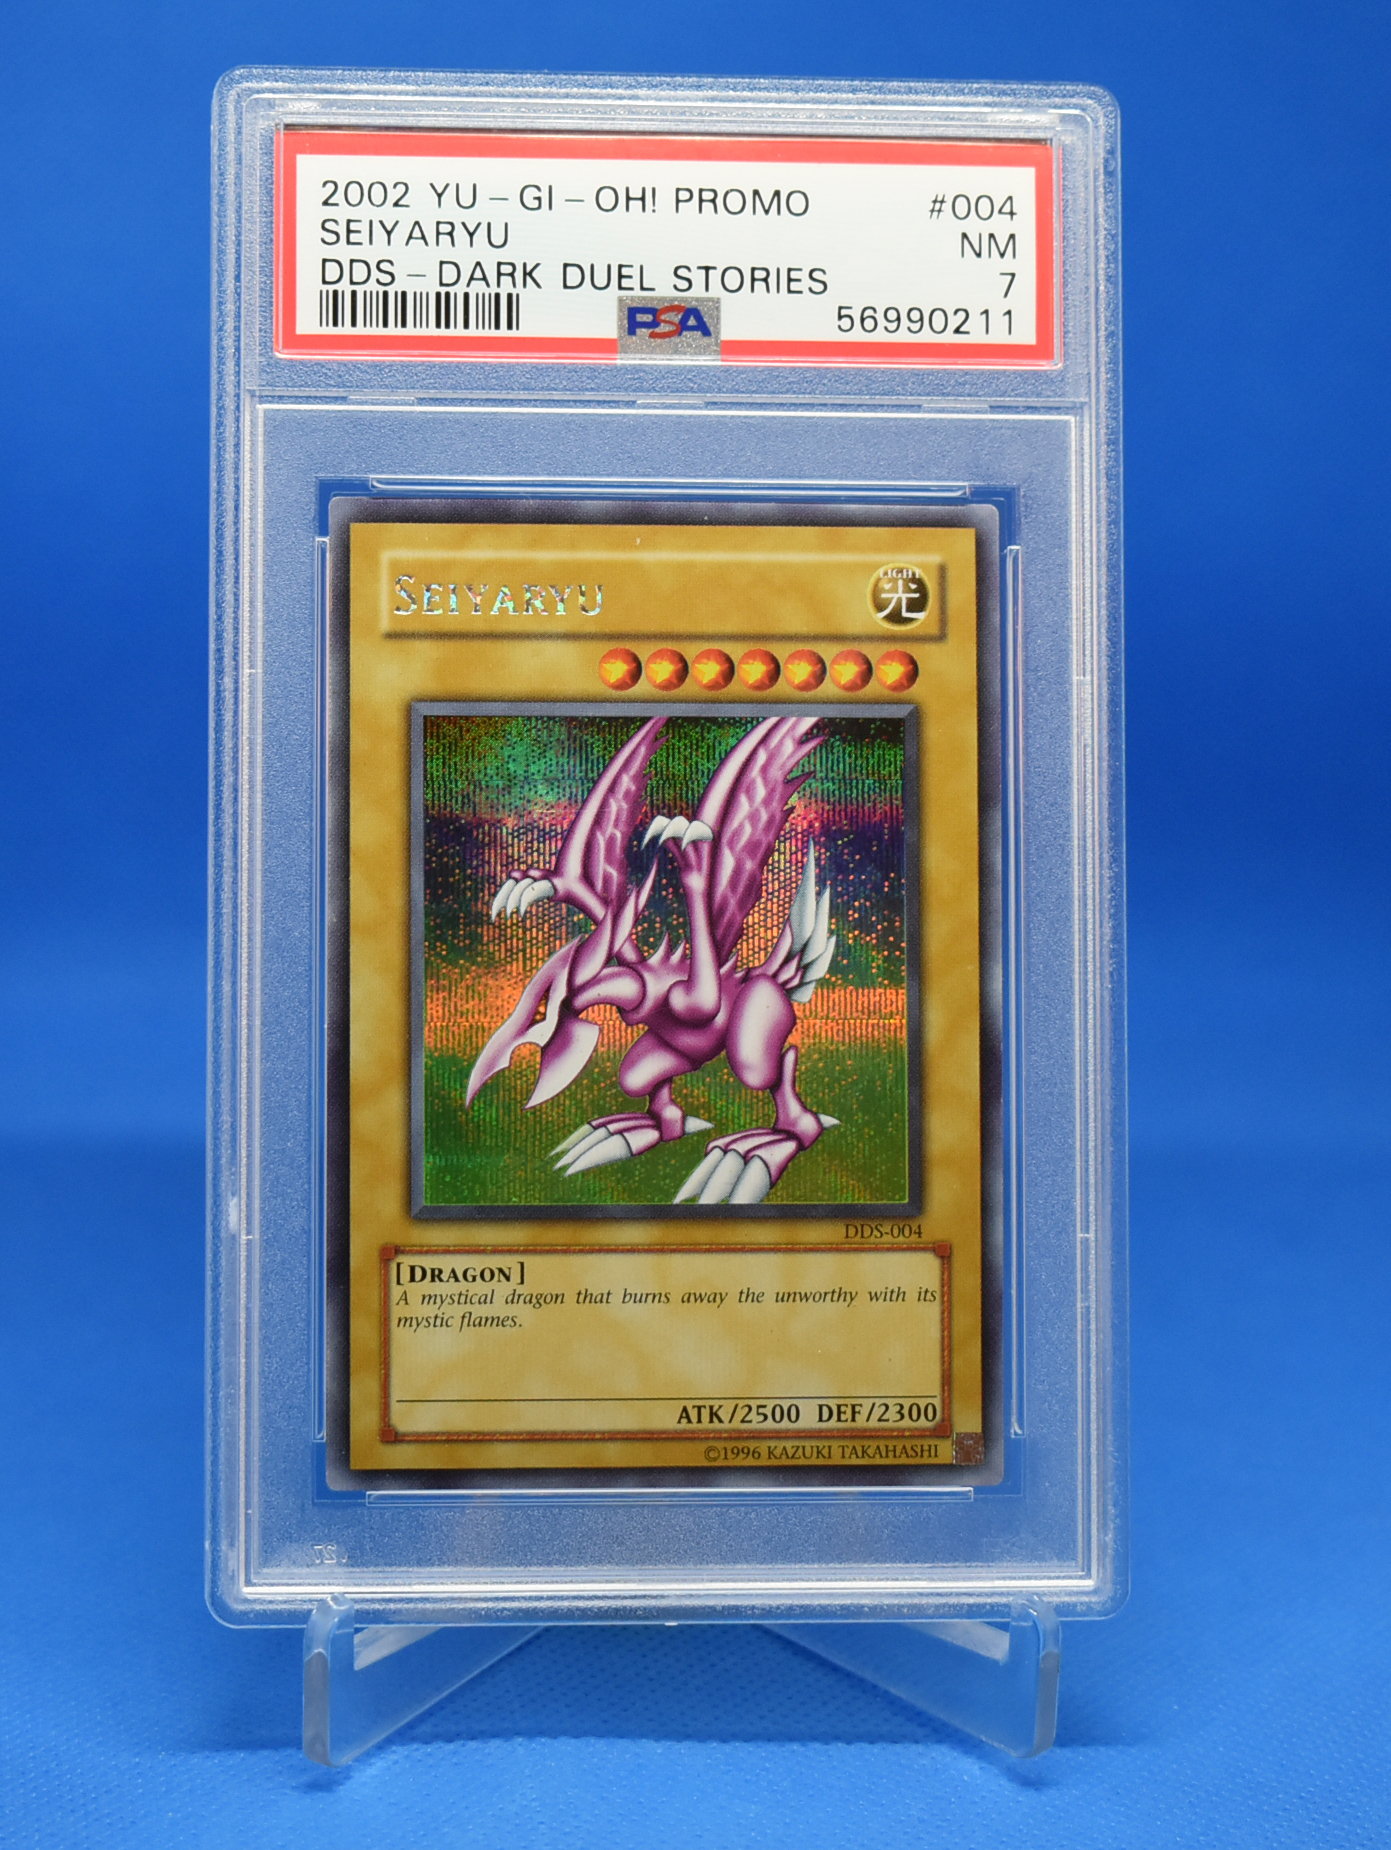 2002 YU-GI-OH! PROMO #004
SEIYARYU NM
DDS-DARK DUEL STORIES 7
PSA 56990211
SEIYARYU
LIGHT
光
DDS-004
[DRAGON]
A mystical dragon that burns away the unworthy with its
mystic flames.
ATK/2500 DEF/2300
©1996 KAZUKI TAKAHASHI